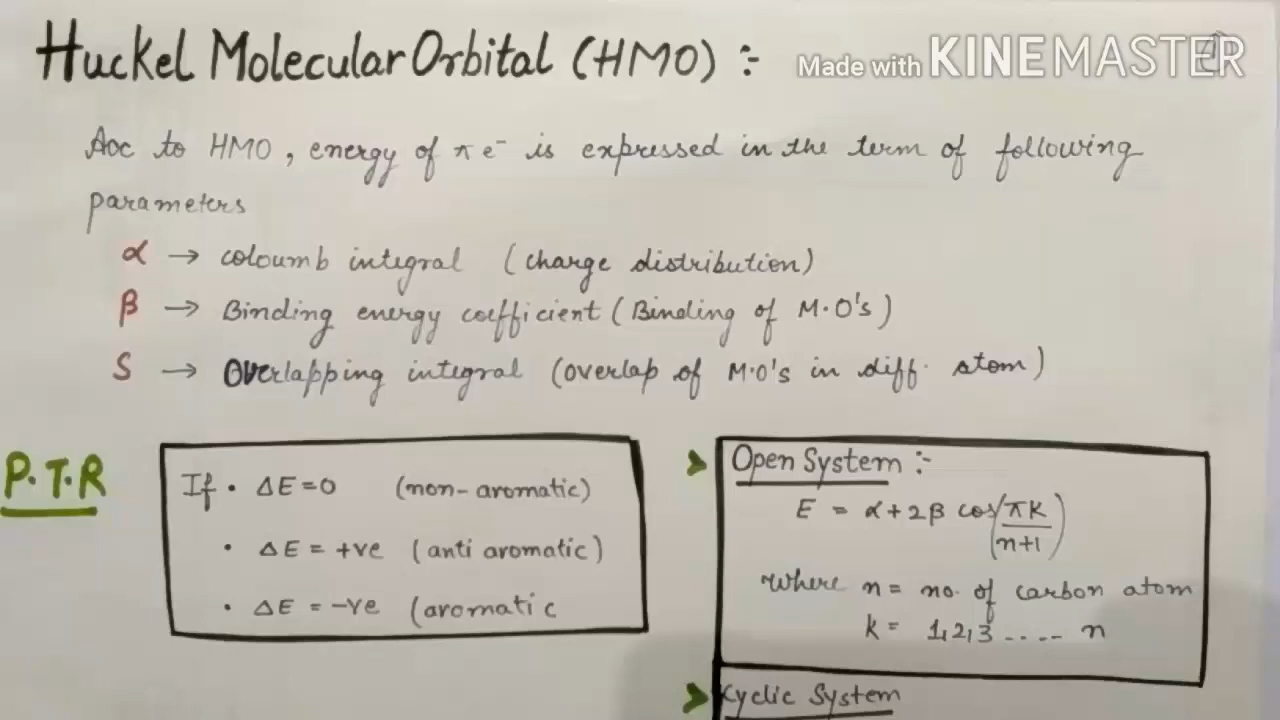 Huckel Molecular Orbital (HMO) :-
Made with KINEMASTER
Acc to HMO, energy of π e⁻ is expressed in the term of following
parameters
α → coloumb integral (charge distribution)
β → Binding energy coefficient (Binding of M.O's)
S → Overlapping integral (overlap of M.O's in diff. atom)
P.T.R
If • ΔE = 0 (non-aromatic)
• ΔE = +ve (anti aromatic)
• ΔE = -ve (aromatic
Open System :-
E = α + 2β cos(πk/n+1)
where n = no. of carbon atom
k = 1,2,3 ..... n
Cyclic System